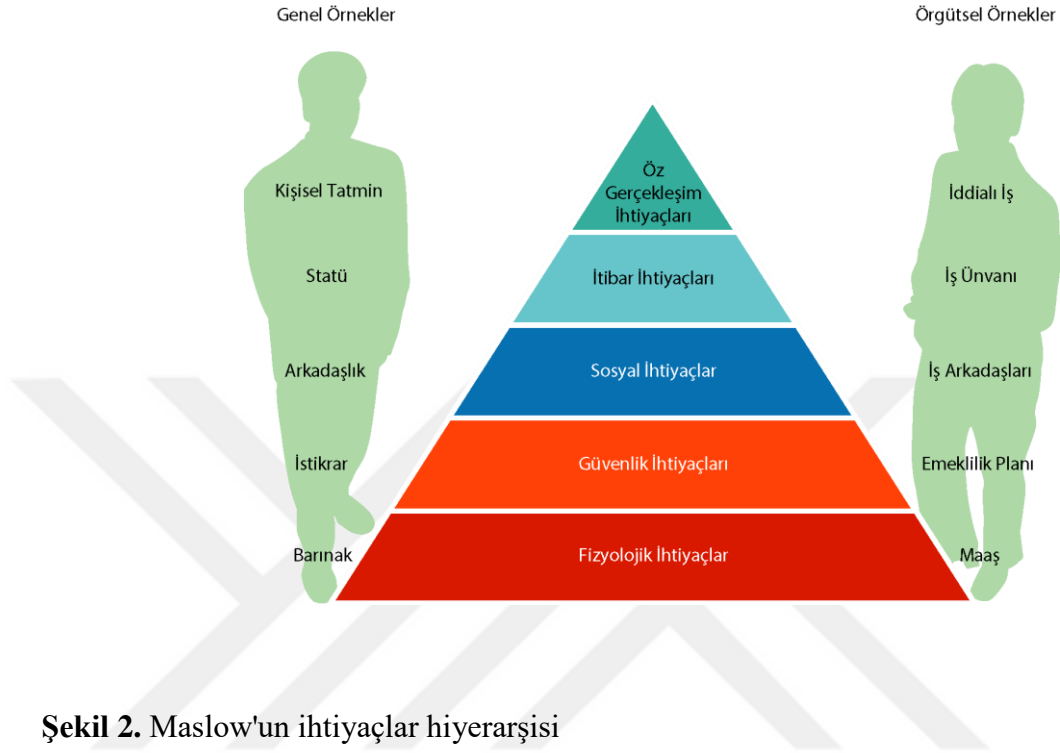 Genel Örnekler
Örgütsel Örnekler
Kişisel Tatmin
Öz
Gerçekleşim
İhtiyaçları
İddialı İş
Statü
İtibar İhtiyaçları
İş Ünvanı
Arkadaşlık
Sosyal İhtiyaçlar
İş Arkadaşları
İstikrar
Güvenlik İhtiyaçları
Emeklilik Planı
Barınak
Fizyolojik İhtiyaçlar
Maaş
Şekil 2. Maslow'un ihtiyaçlar hiyerarşisi